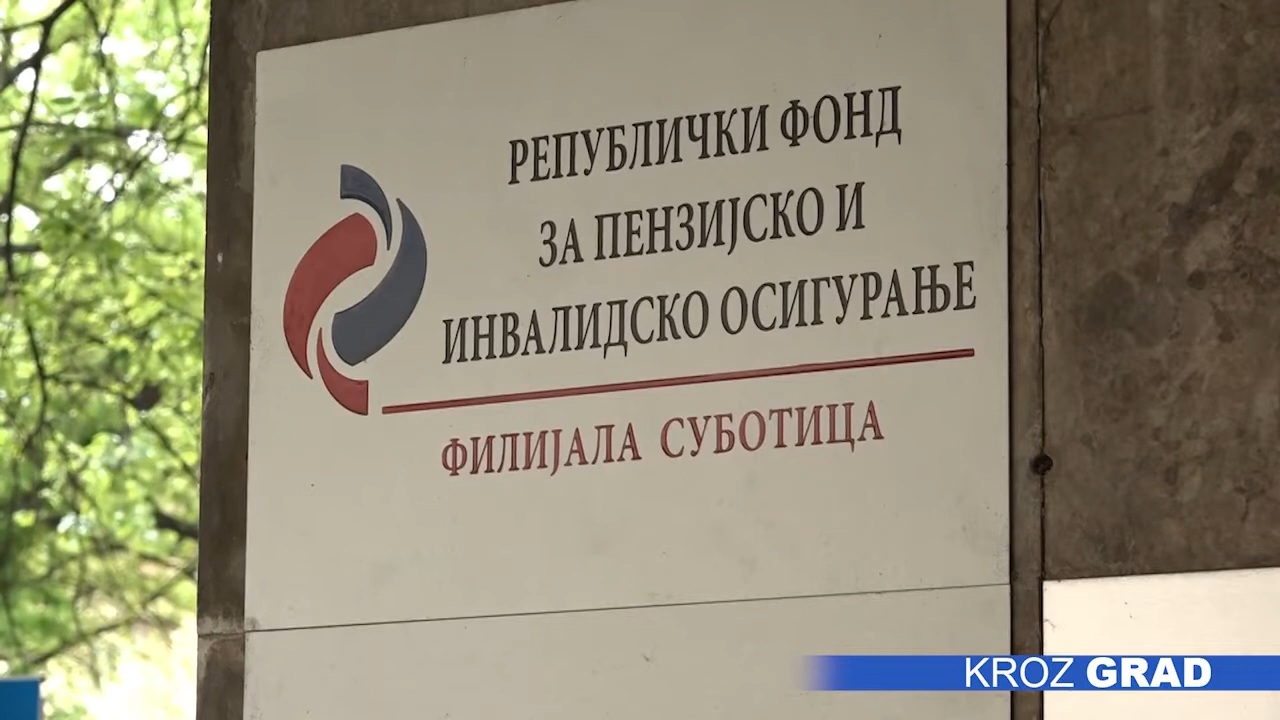 РЕПУБЛИЧКИ ФОНД
ЗА ПЕНЗИЈСКО И
ИНВАЛИДСКО ОСИГУРАЊЕ
ФИЛИЈАЛА СУБОТИЦА
KROZ GRAD